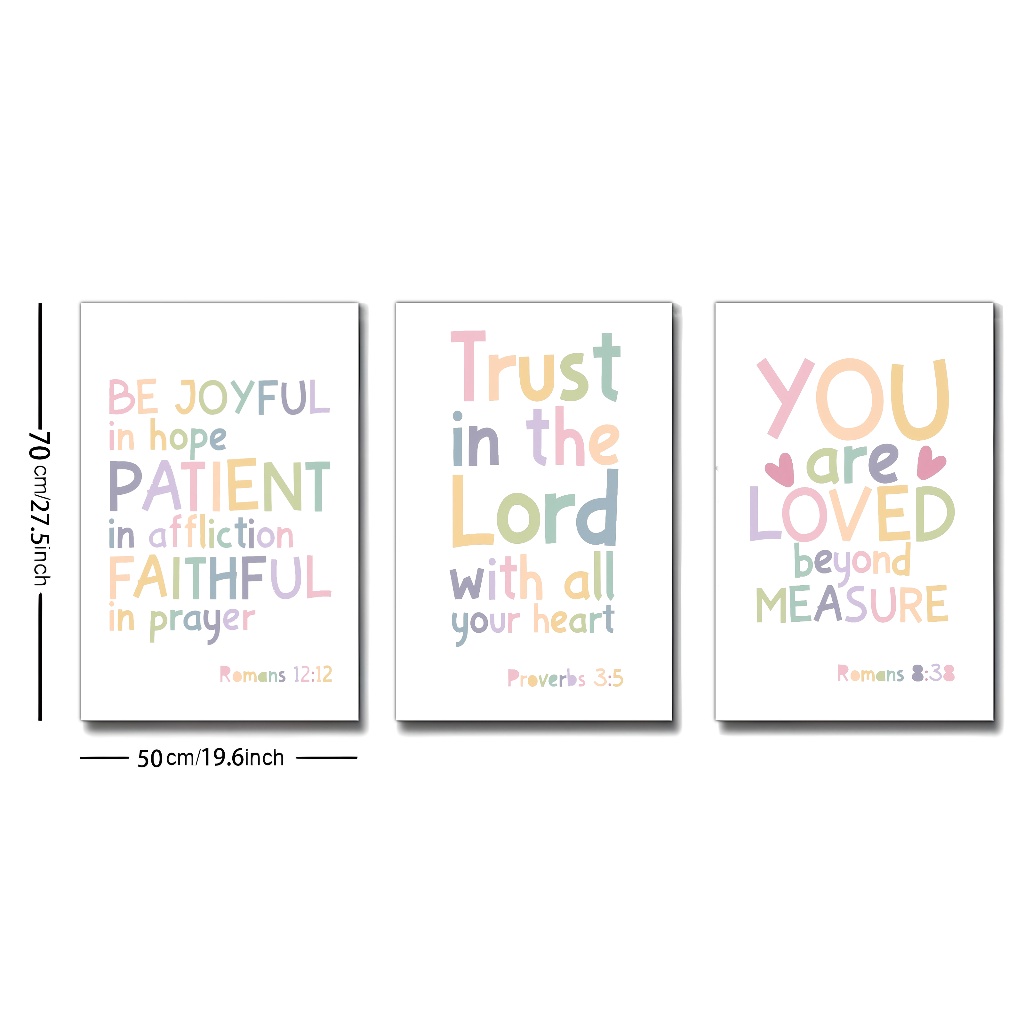 70 cm/27.5inch
BE JOYFUL
in hope
PATIENT
in affliction
FAITHFUL
in prayer
Romans 12:12
Trust
in the
Lord
with all
your heart
Proverbs 3:5
YOU
are
LOVED
beyond
MEASURE
Romans 8:38
50cm/19.6inch